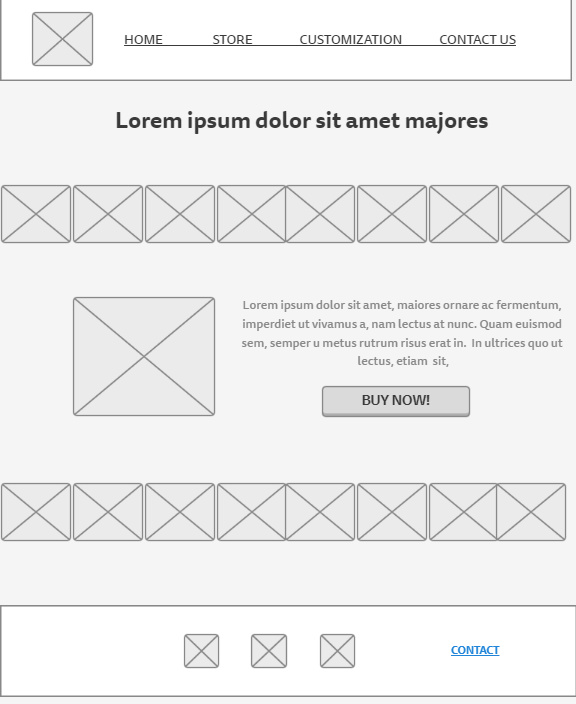 HOME STORE CUSTOMIZATION CONTACT US
Lorem ipsum dolor sit amet majores
Lorem ipsum dolor sit amet, maiores ornare ac fermentum,
imperdiet ut vivamus a, nam lectus at nunc. Quam euismod
sem, semper u metus rutrum risus erat in. In ultrices quo ut
lectus, etiam sit,
BUY NOW!
CONTACT